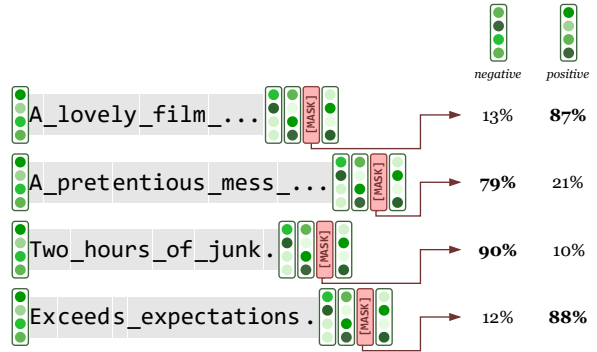 negative positive
A_lovely_film_... [MASK] 13% 87%
A_pretentious_mess_... [MASK] 79% 21%
Two_hours_of_junk. [MASK] 90% 10%
Exceeds_expectations. [MASK] 12% 88%